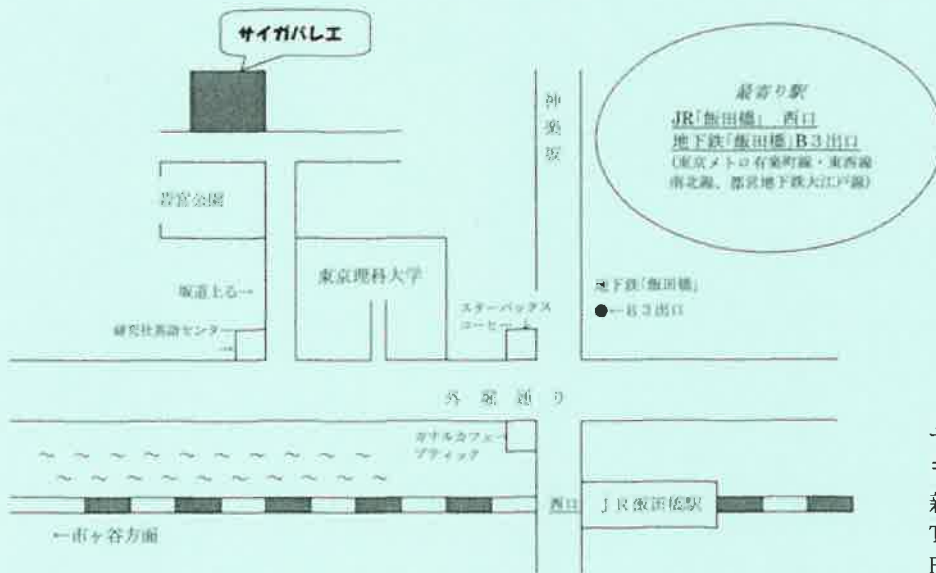 サイガバレエ
最寄り駅
JR「飯田橋」 西口
地下鉄「飯田橋」B3出口
(東京メトロ有楽町線・東西線
南北線、都営地下鉄大江戸線)
神楽坂
若宮公園
東京理科大学
坂道上る→
地下鉄「飯田橋」
●←B3出口
スターバックス
コーヒー
研究社英語センター
→
外堀通り
カナルカフェー
ブティック
西口
JR飯田橋駅
←市ヶ谷方面